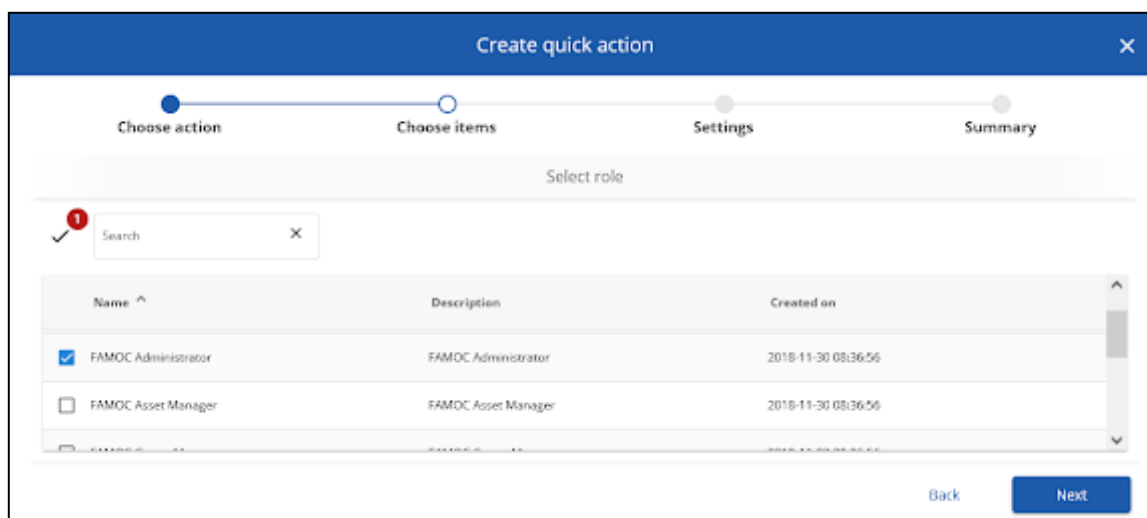 Create quick action
Choose action Choose items Settings Summary
Select role
1
Search
Name Description Created on
FAMOC Administrator FAMOC Administrator 2018-11-30 08:36:56
FAMOC Asset Manager FAMOC Asset Manager 2018-11-30 08:36:56
Back Next